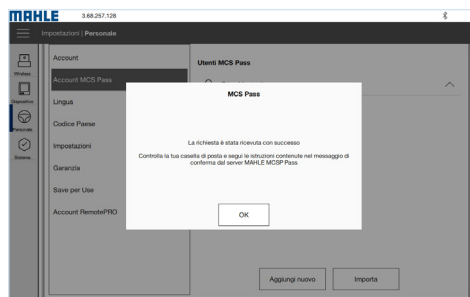 MAHLE
3.68.257.128
Impostazioni | Personale
Wireless
Dispositivo
Personale
Sistema
Account
Account MCS Pass
Lingua
Codice Paese
Impostazioni
Garanzia
Save per Use
Account RemotePRO
Utenti MCS Pass
MCS Pass
La richiesta è stata ricevuta con successo
Controlla la tua casella di posta e segui le istruzioni contenute nel messaggio di
conferma dal server MAHLE MCSP Pass
OK
Aggiungi nuovo
Importa